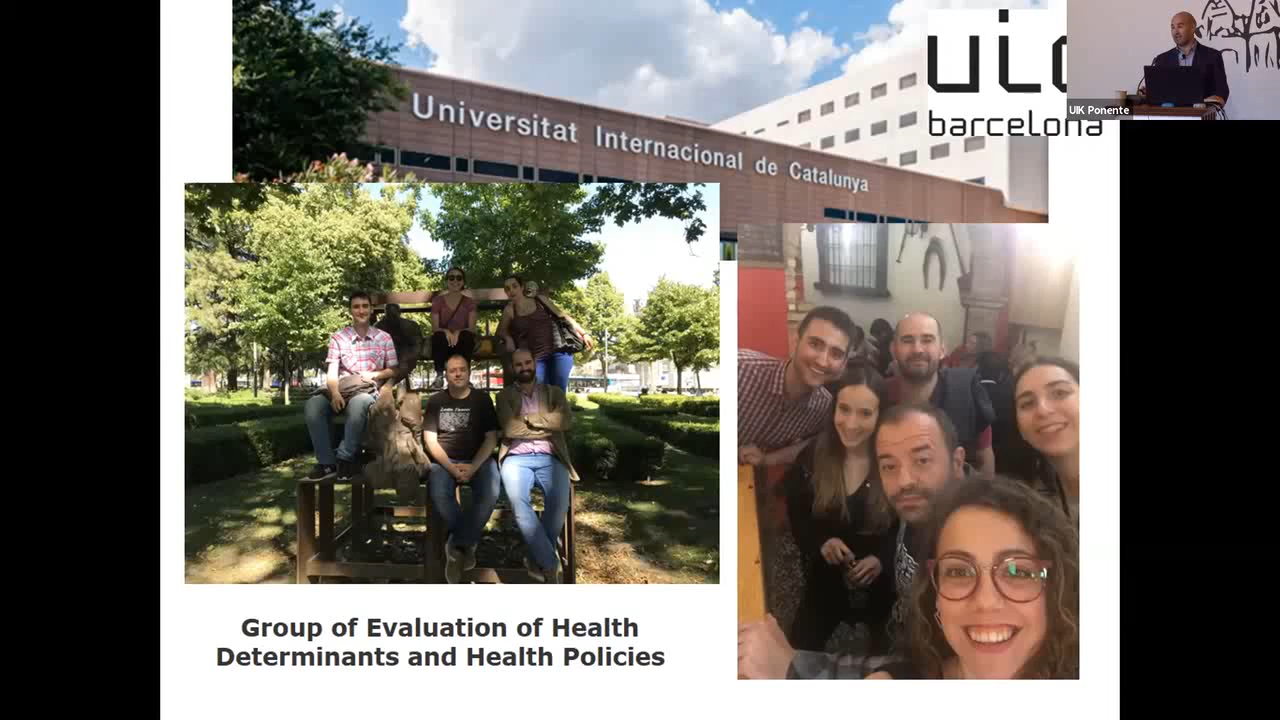 Universitat Internacional de Catalunya
uic
barcelona
UIK Ponente
Group of Evaluation of Health
Determinants and Health Policies